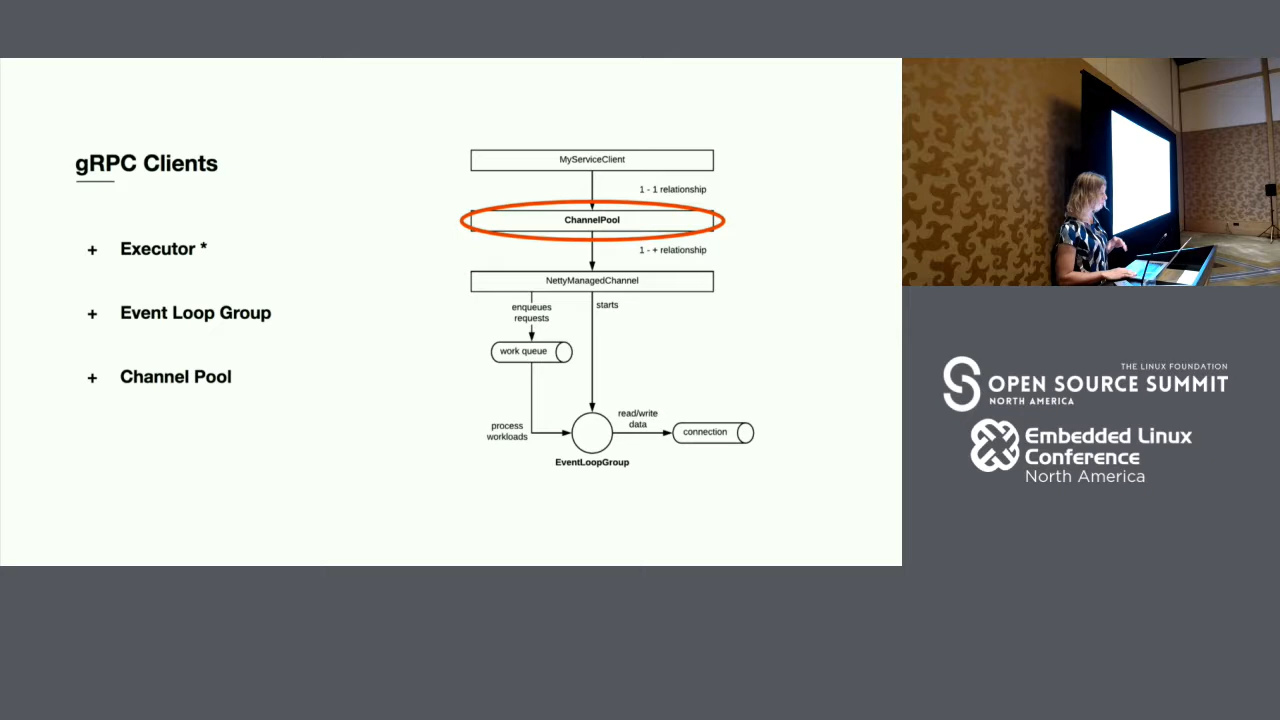 gRPC Clients
+ Executor *
+ Event Loop Group
+ Channel Pool
MyServiceClient
1 - 1 relationship
ChannelPool
1 - + relationship
NettyManagedChannel
enqueues
requests
starts
work queue
process
workloads
read/write
data
connection
EventLoopGroup
THE LINUX FOUNDATION
OPEN SOURCE SUMMIT
NORTH AMERICA
Embedded Linux
Conference
North America